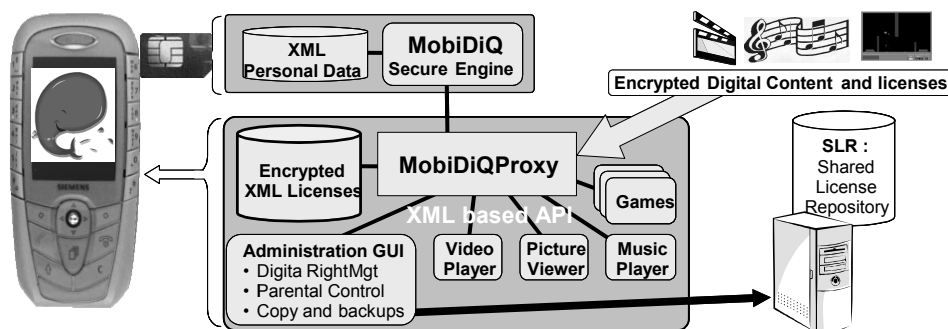 XML
Personal Data
MobiDiQ
Secure Engine
Encrypted Digital Content and licenses
SIEMENS
Encrypted
XML Licenses
MobiDiQProxy
Games
XML based API
SLR :
Shared
License
Repository
Administration GUI
• Digita RightMgt
• Parental Control
• Copy and backups
Video
Player
Picture
Viewer
Music
Player